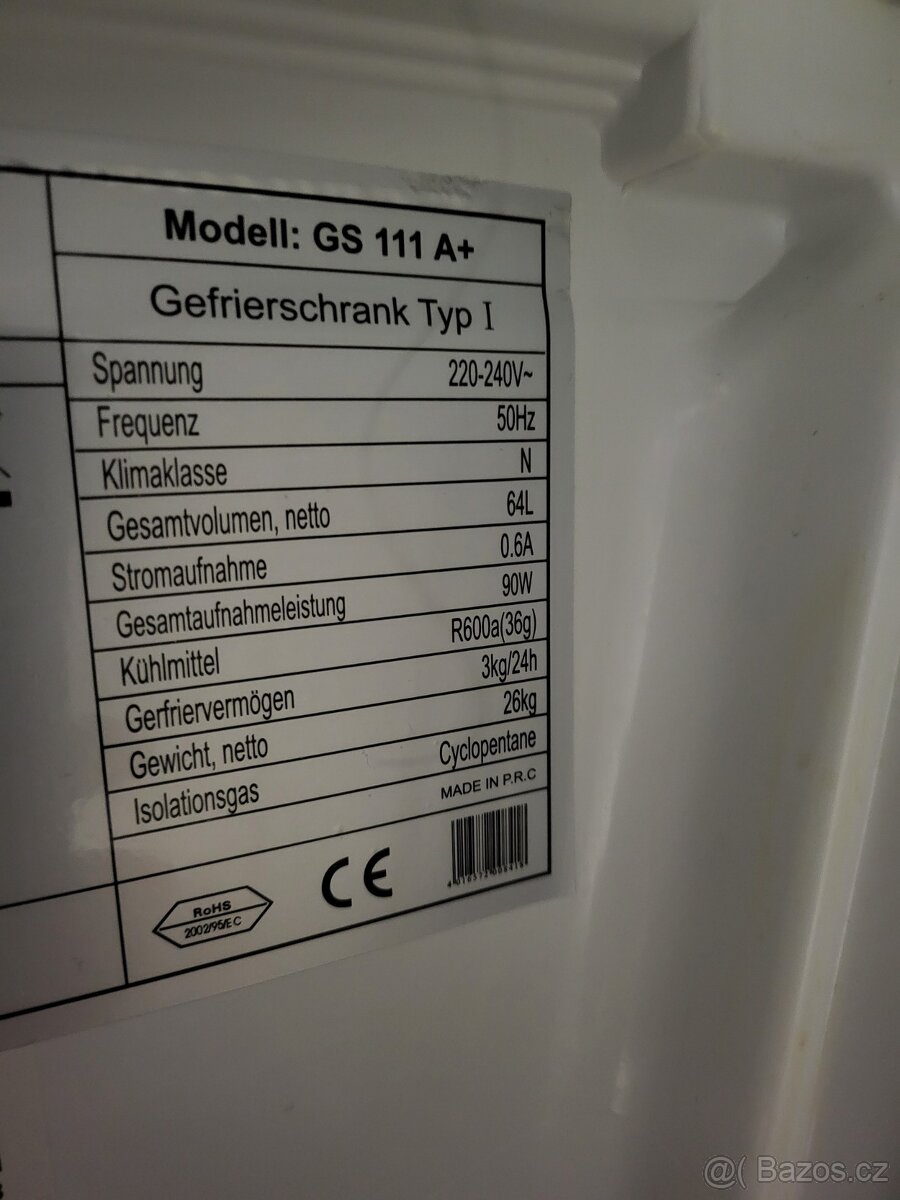 Modell: GS 111 A+
Gefrierschrank Typ I
Spannung 220-240V~
Frequenz 50Hz
Klimaklasse N
Gesamtvolumen, netto 64L
Stromaufnahme 0.6A
Gesamtaufnahmeleistung 90W
Kühlmittel R600a(36g)
Gerfriervermögen 3kg/24h
Gewicht, netto 26kg
Isolationsgas Cyclopentane
MADE IN P.R.C
RoHS
2002/95/EC
CE
@( Bazos.cz